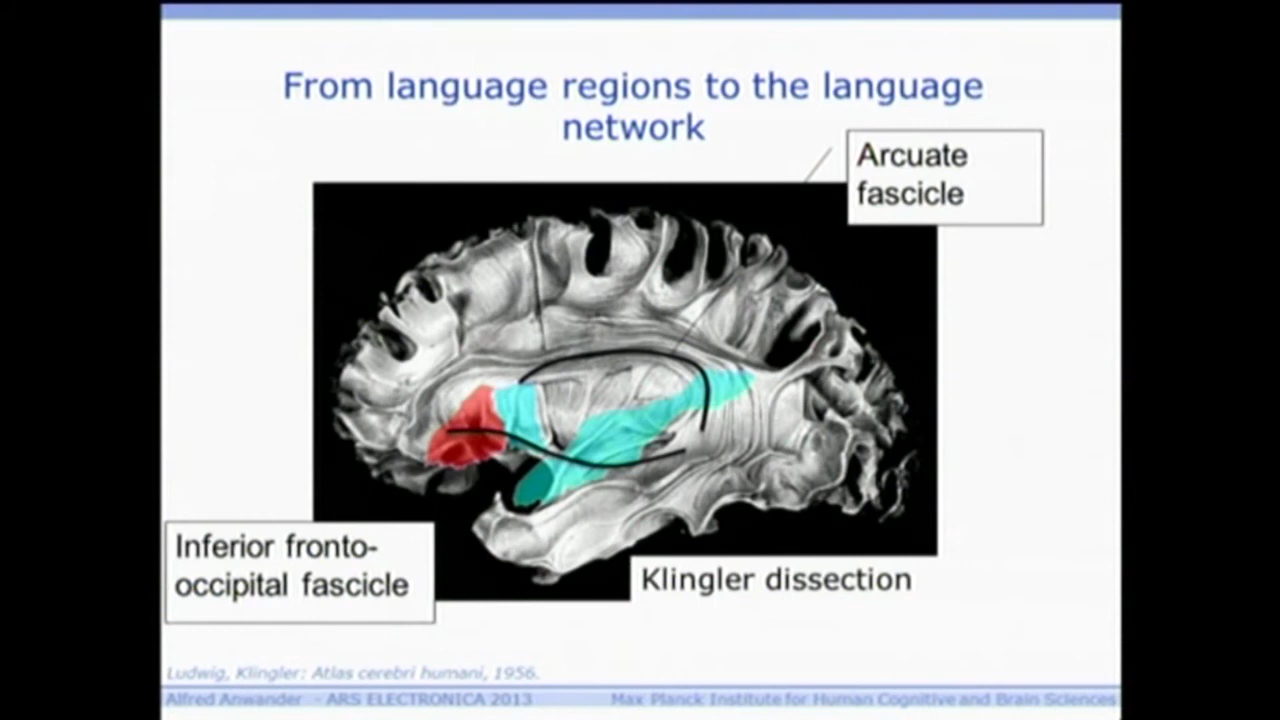 From language regions to the language
network
Arcuate
fascicle
Inferior fronto-
occipital fascicle
Klingler dissection
Ludwig, Klingler: Atlas cerebri humani, 1956.
Alfred Anwander - ARS ELECTRONICA 2013
Max Planck Institute for Human Cognitive and Brain Sciences